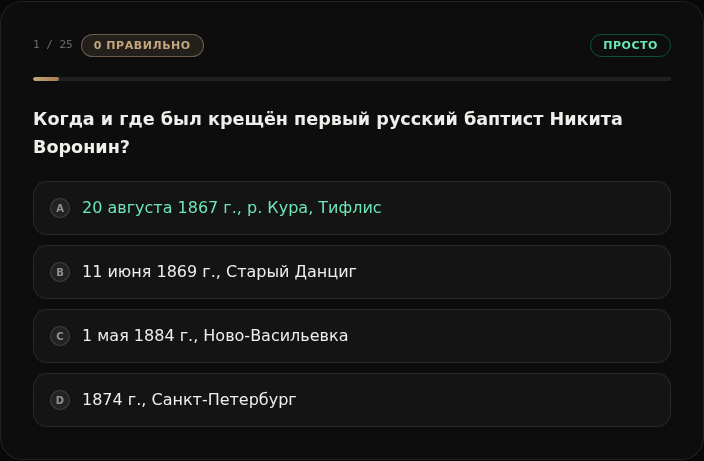 1 / 25 0 ПРАВИЛЬНО ПРОСТО
Когда и где был крещён первый русский баптист Никита
Воронин?
A 20 августа 1867 г., р. Кура, Тифлис
B 11 июня 1869 г., Старый Данциг
C 1 мая 1884 г., Ново-Васильевка
D 1874 г., Санкт-Петербург